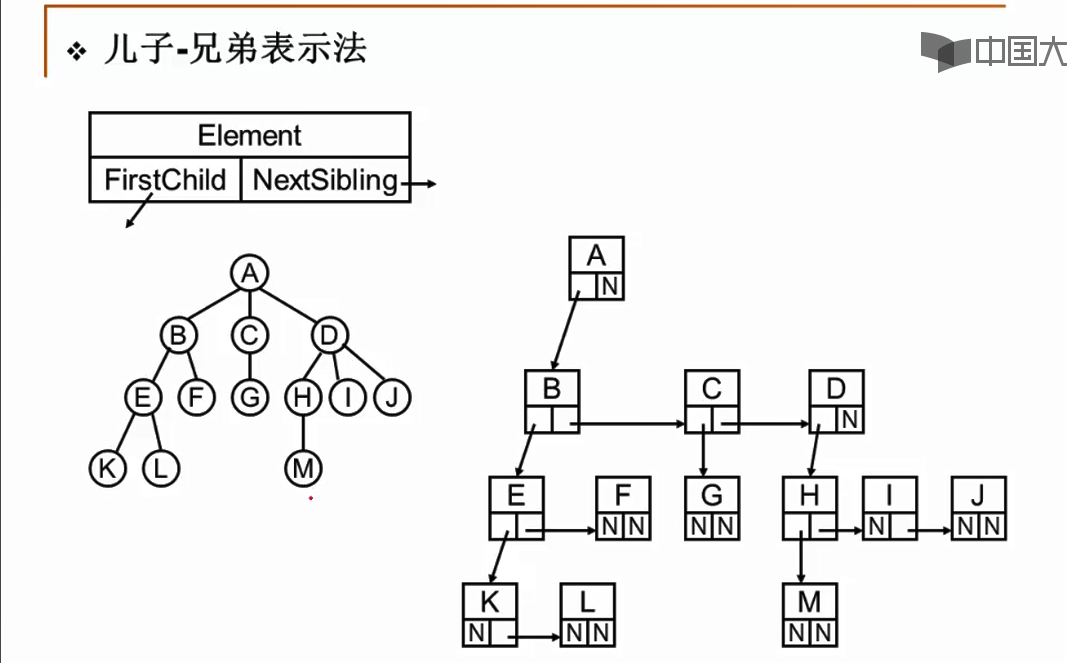 ❖ 儿子-兄弟表示法
中国大
Element
FirstChild NextSibling
A
B C D
E F G H I J
K L M
A
N
B C D
N
E F G H I J
N N N N N N N
K L M
N N N N N